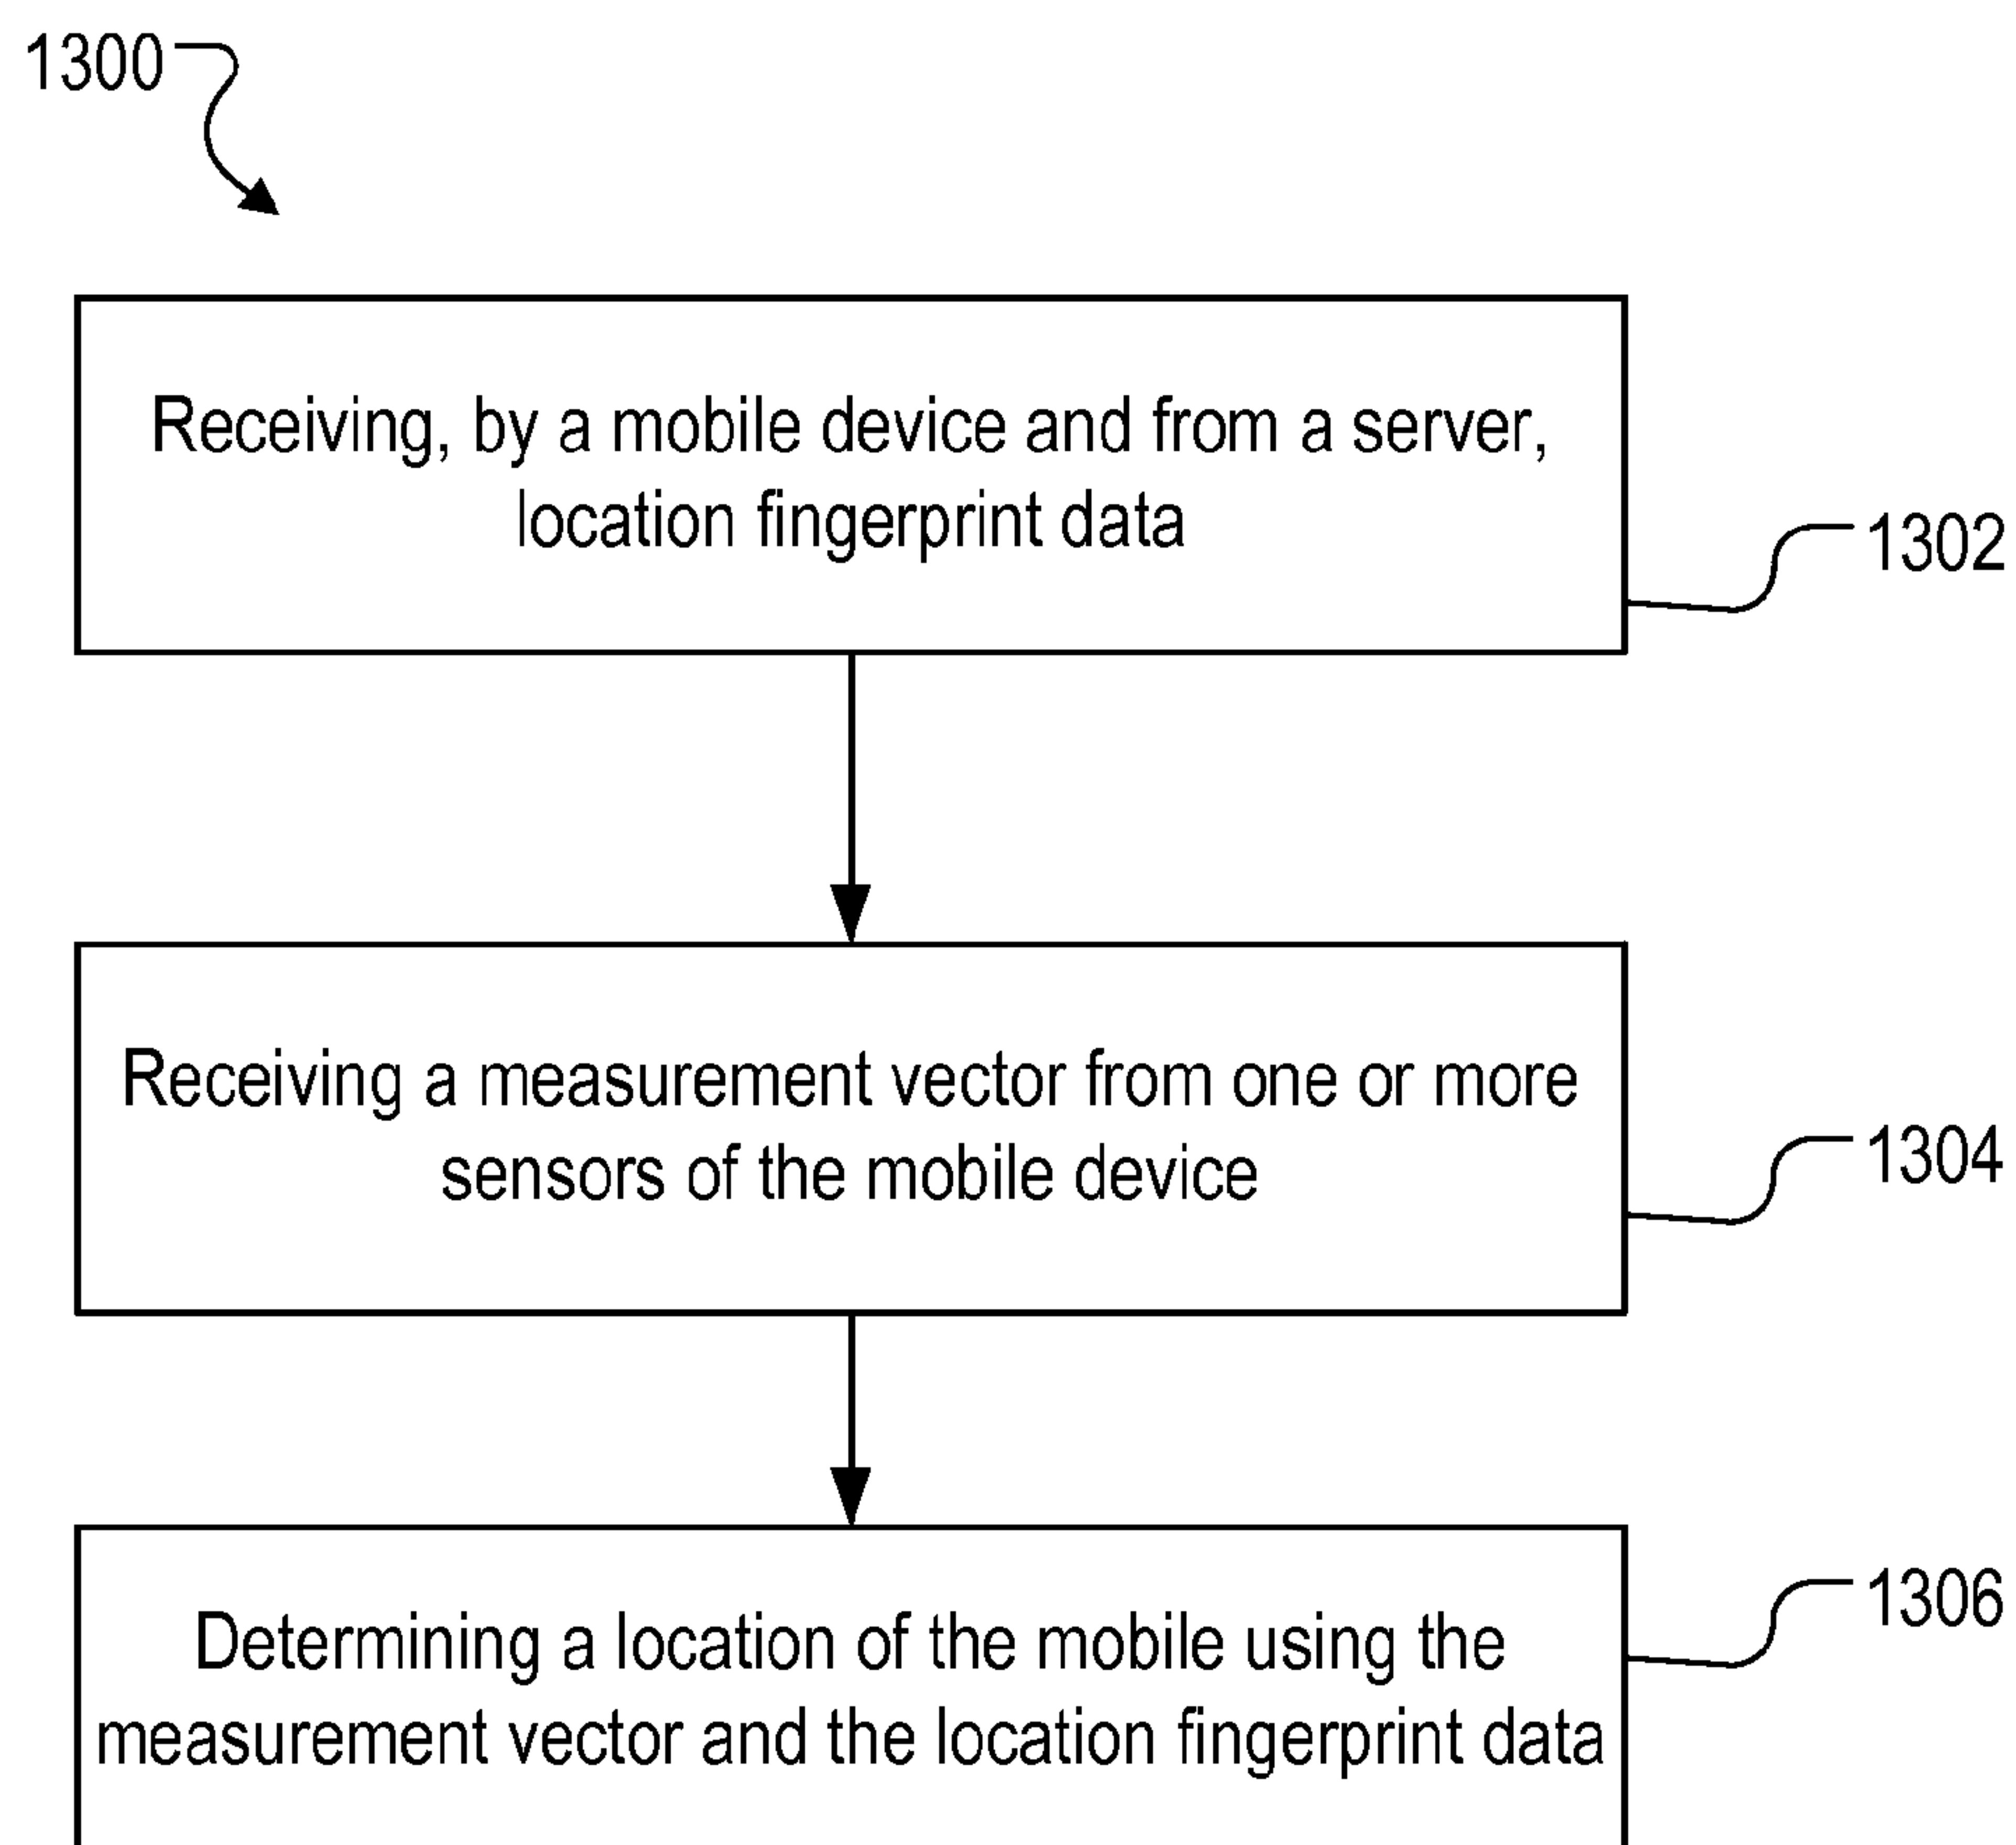 1300
Receiving, by a mobile device and from a server,
location fingerprint data
1302
Receiving a measurement vector from one or more
sensors of the mobile device
1304
Determining a location of the mobile using the
measurement vector and the location fingerprint data
1306